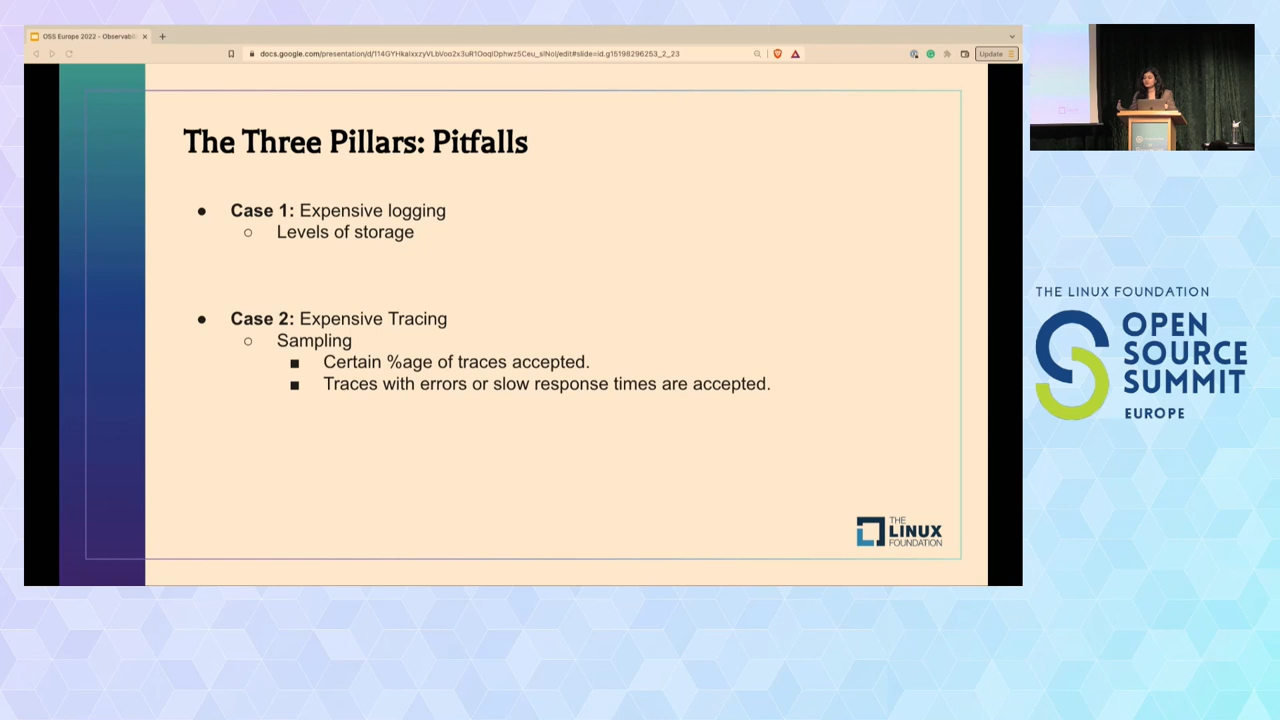 OSS Europe 2022 - Observabili
docs.google.com/presentation/d/114GYHkaIxxzyVLbVoo2x3uR1OoqIDphwz5Ceu_slNoI/edit#slide=id.g15198296253_2_23
Update
The Three Pillars: Pitfalls
● Case 1: Expensive logging
○ Levels of storage
● Case 2: Expensive Tracing
○ Sampling
■ Certain %age of traces accepted.
■ Traces with errors or slow response times are accepted.
THE
LINUX
FOUNDATION
THE LINUX FOUNDATION
OPEN
SOURCE
SUMMIT
EUROPE